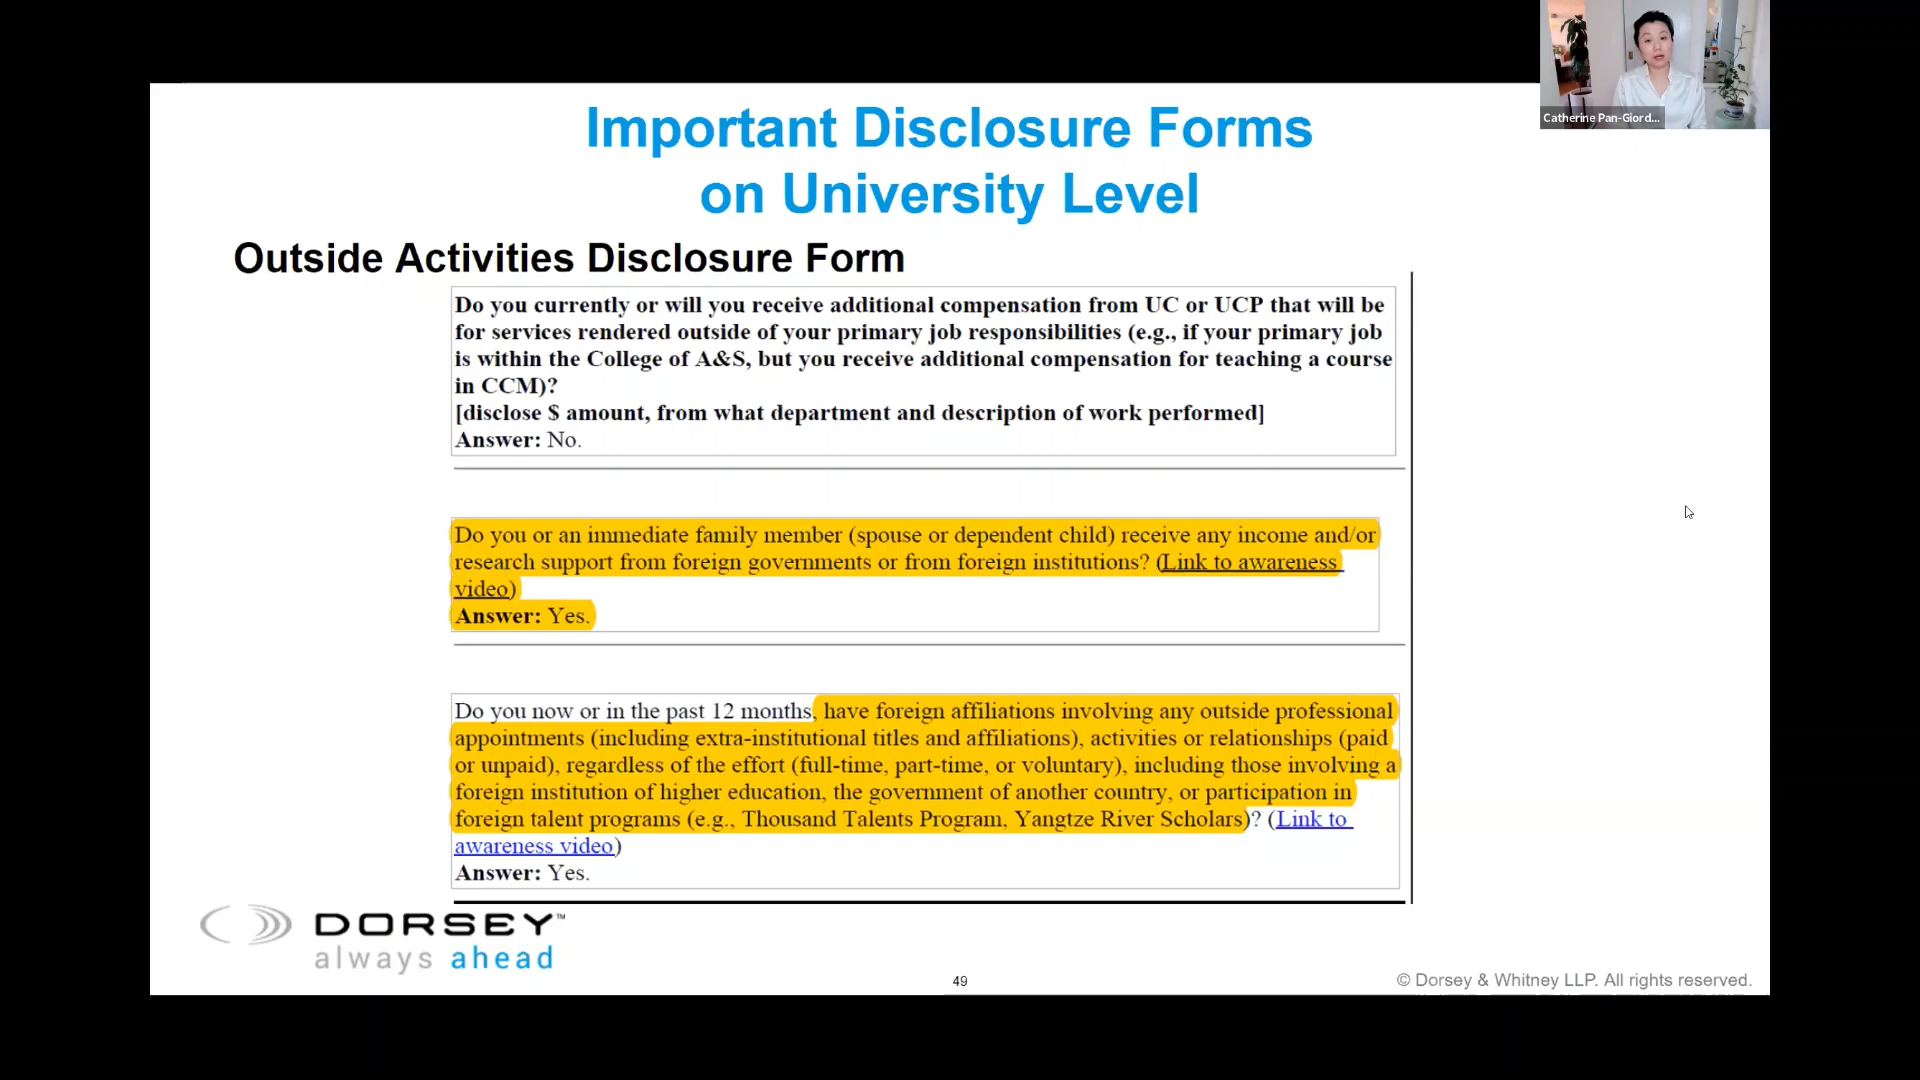 Catherine Pan-Giord...
Important Disclosure Forms
on University Level
Outside Activities Disclosure Form
Do you currently or will you receive additional compensation from UC or UCP that will be
for services rendered outside of your primary job responsibilities (e.g., if your primary job
is within the College of A&S, but you receive additional compensation for teaching a course
in CCM)?
[disclose $ amount, from what department and description of work performed]
Answer: No.
Do you or an immediate family member (spouse or dependent child) receive any income and/or
research support from foreign governments or from foreign institutions? (Link to awareness
video)
Answer: Yes.
Do you now or in the past 12 months, have foreign affiliations involving any outside professional
appointments (including extra-institutional titles and affiliations), activities or relationships (paid
or unpaid), regardless of the effort (full-time, part-time, or voluntary), including those involving a
foreign institution of higher education, the government of another country, or participation in
foreign talent programs (e.g., Thousand Talents Program, Yangtze River Scholars)? (Link to
awareness video)
Answer: Yes.
DORSEY™
always ahead
49
© Dorsey & Whitney LLP. All rights reserved.